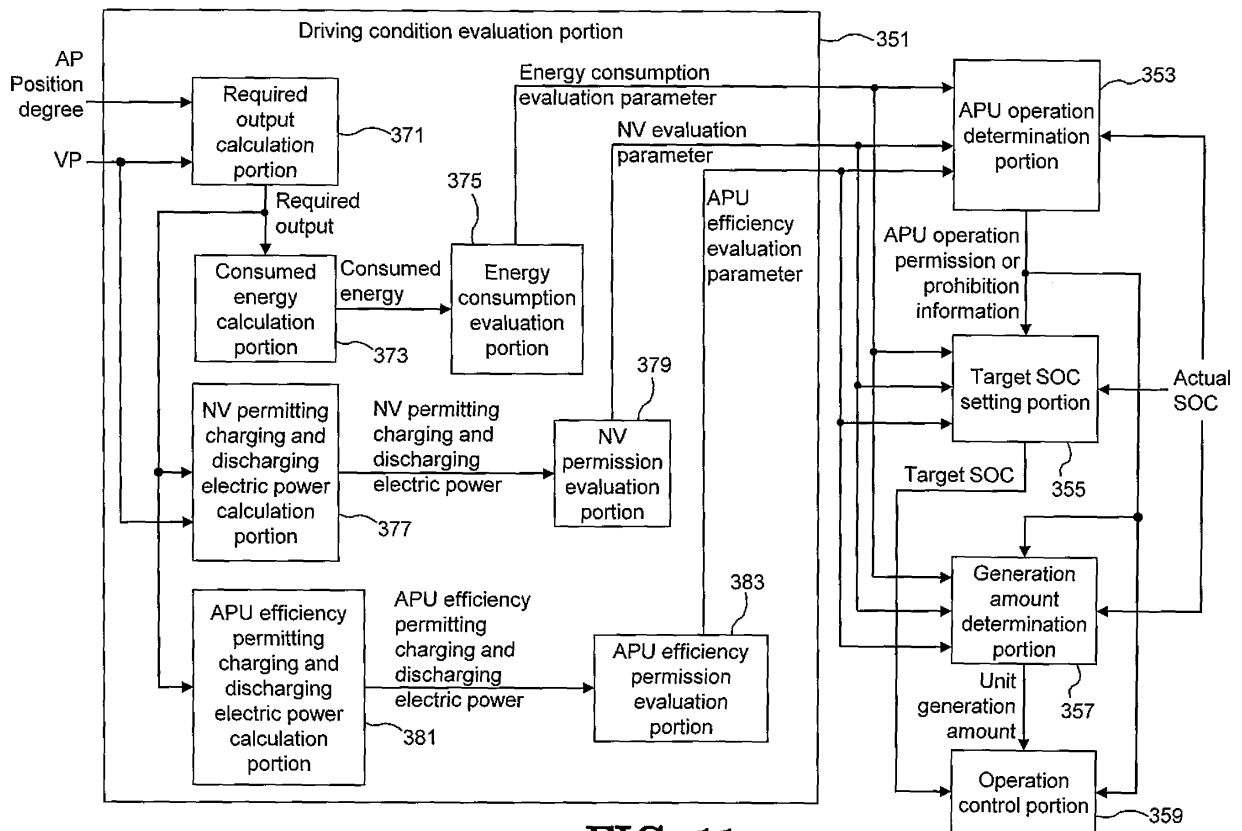 Driving condition evaluation portion
351
AP
Position
degree
VP
Required
output
calculation
portion
371
Required
output
Consumed
energy
calculation
portion
373
Consumed
energy
375
Energy
consumption
evaluation
portion
Energy consumption
evaluation parameter
NV evaluation
parameter
APU
efficiency
evaluation
parameter
NV permitting
charging and
discharging
electric power
calculation
portion
377
NV permitting
charging and
discharging
electric power
379
NV
permission
evaluation
portion
APU efficiency
permitting
charging and
discharging
electric power
calculation
portion
381
APU efficiency
permitting
charging and
discharging
electric power
383
APU efficiency
permission
evaluation
portion
353
APU operation
determination
portion
APU operation
permission or
prohibition
information
Target SOC
setting portion
355
Actual
SOC
Target SOC
Generation
amount
determination
portion
357
Unit
generation
amount
Operation
control portion
359